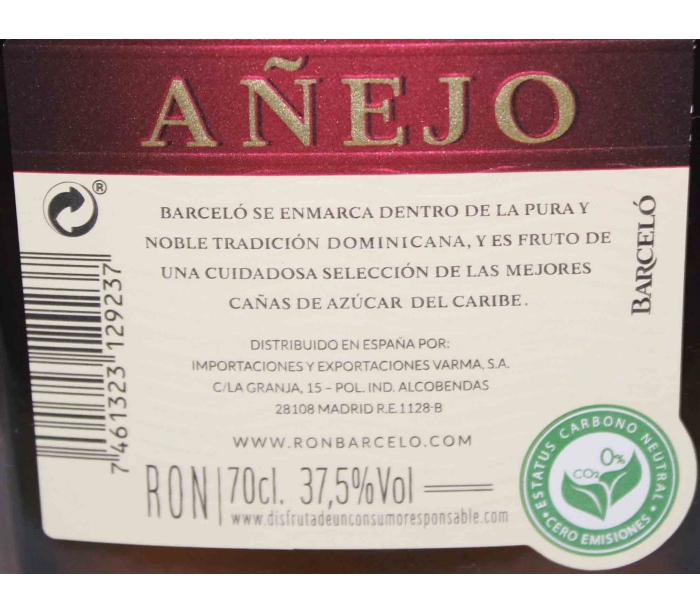 AÑEJO
®
BARCELÓ SE ENMARCA DENTRO DE LA PURA Y
NOBLE TRADICIÓN DOMINICANA, Y ES FRUTO DE
UNA CUIDADOSA SELECCIÓN DE LAS MEJORES
CAÑAS DE AZÚCAR DEL CARIBE.
BARCELÓ
DISTRIBUIDO EN ESPAÑA POR:
IMPORTACIONES Y EXPORTACIONES VARMA, S.A.
C/LA GRANJA, 15 - POL. IND. ALCOBENDAS
28108 MADRID R.E. 1128-B
WWW.RONBARCELO.COM
RON 70cl. 37,5%Vol
www.disfrutadeunconsumoresponsable.com
7 461323 129237
ESTATUS CARBONO NEUTRAL
CO2 0%
• CERO EMISIONES •